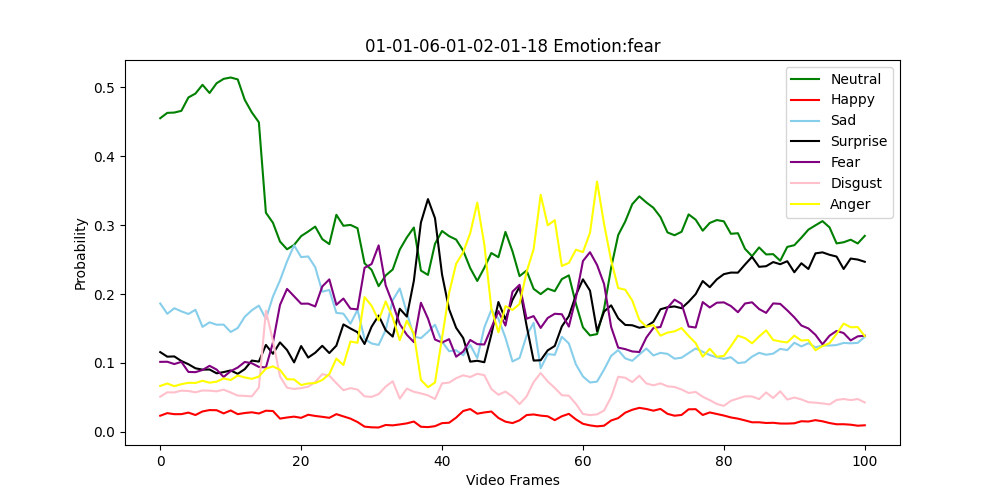 01-01-06-01-02-01-18 Emotion:fear
Probability
0.5
0.4
0.3
0.2
0.1
0.0
Neutral
Happy
Sad
Surprise
Fear
Disgust
Anger
0 20 40 60 80 100
Video Frames